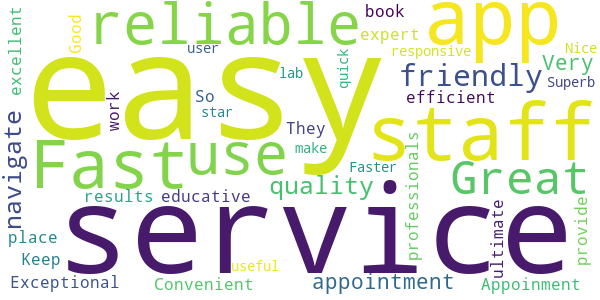 easy
service
app
staff
reliable
Fast
use
Great
friendly
quality
navigate
appointment
Very
efficient
expert
book
responsive
Nice
Superb
excellent
Good
user
lab
quick
work
So
star
They
make
Faster
professionals
results
educative
place
Keep
Exceptional
Convenient
useful
ultimate
Appoinment
provide